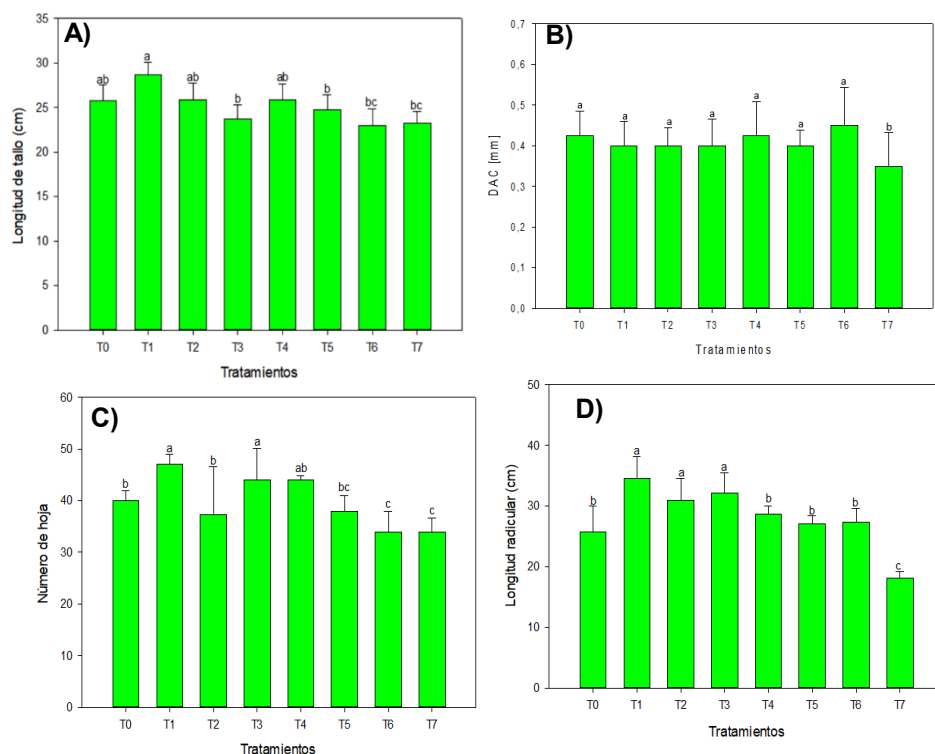 A)
Longitud de tallo (cm)
35
30
25
20
15
10
5
0
ab
a
ab
b
ab
b
bc
bc
T0 T1 T2 T3 T4 T5 T6 T7
Tratamientos
B)
DAC [mm]
0,7
0,6
0,5
0,4
0,3
0,2
0,1
0,0
a
a
a
a
a
a
a
b
T0 T1 T2 T3 T4 T5 T6 T7
Tratamientos
C)
Número de hoja
60
50
40
30
20
10
0
b
a
b
a
ab
bc
c
c
T0 T1 T2 T3 T4 T5 T6 T7
Tratamientos
D)
Longitud radicular (cm)
50
40
30
20
10
0
b
a
a
a
b
b
b
c
T0 T1 T2 T3 T4 T5 T6 T7
Tratamientos